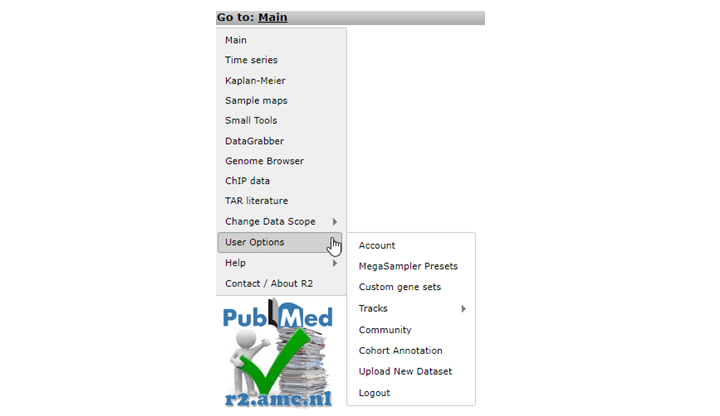 Go to: Main
Main
Time series
Kaplan-Meier
Sample maps
Small Tools
DataGrabber
Genome Browser
ChIP data
TAR literature
Change Data Scope
User Options
Help
Contact / About R2
Account
MegaSampler Presets
Custom gene sets
Tracks
Community
Cohort Annotation
Upload New Dataset
Logout
PubMed
r2.amc.nl